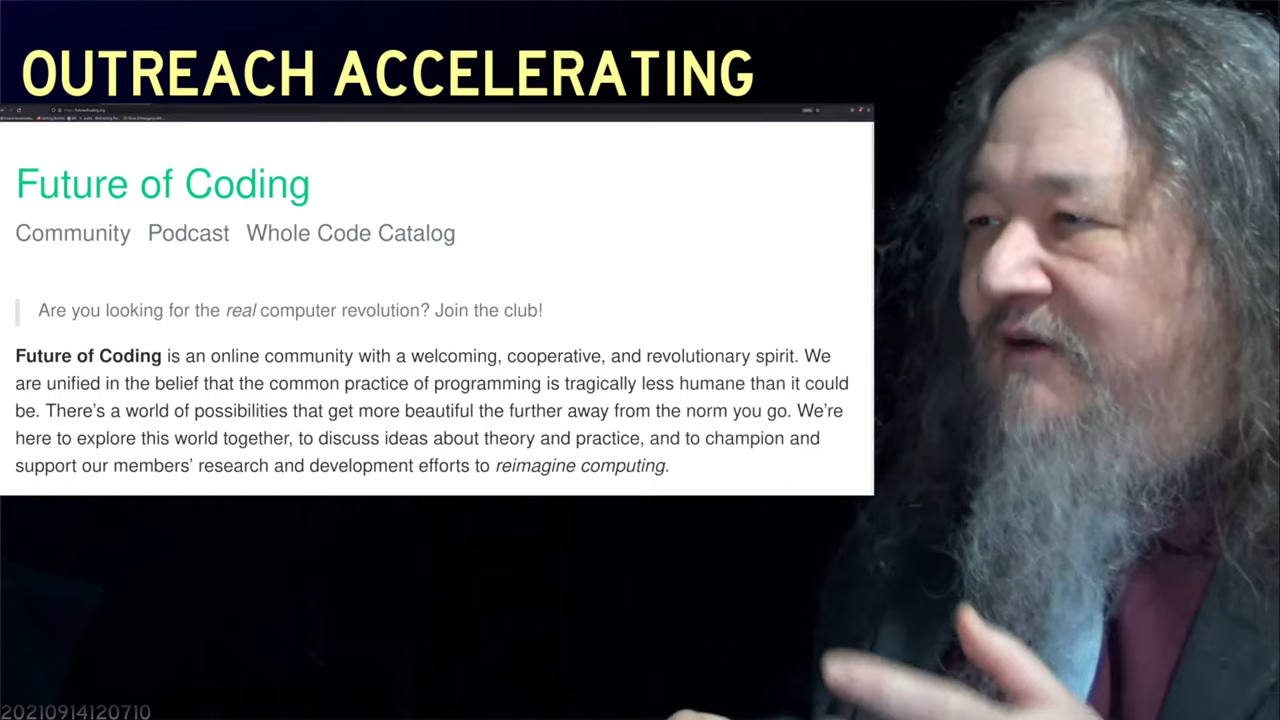 OUTREACH ACCELERATING
Future of Coding
Community Podcast Whole Code Catalog
Are you looking for the real computer revolution? Join the club!
Future of Coding is an online community with a welcoming, cooperative, and revolutionary spirit. We
are unified in the belief that the common practice of programming is tragically less humane than it could
be. There’s a world of possibilities that get more beautiful the further away from the norm you go. We’re
here to explore this world together, to discuss ideas about theory and practice, and to champion and
support our members’ research and development efforts to reimagine computing.
20210914120710